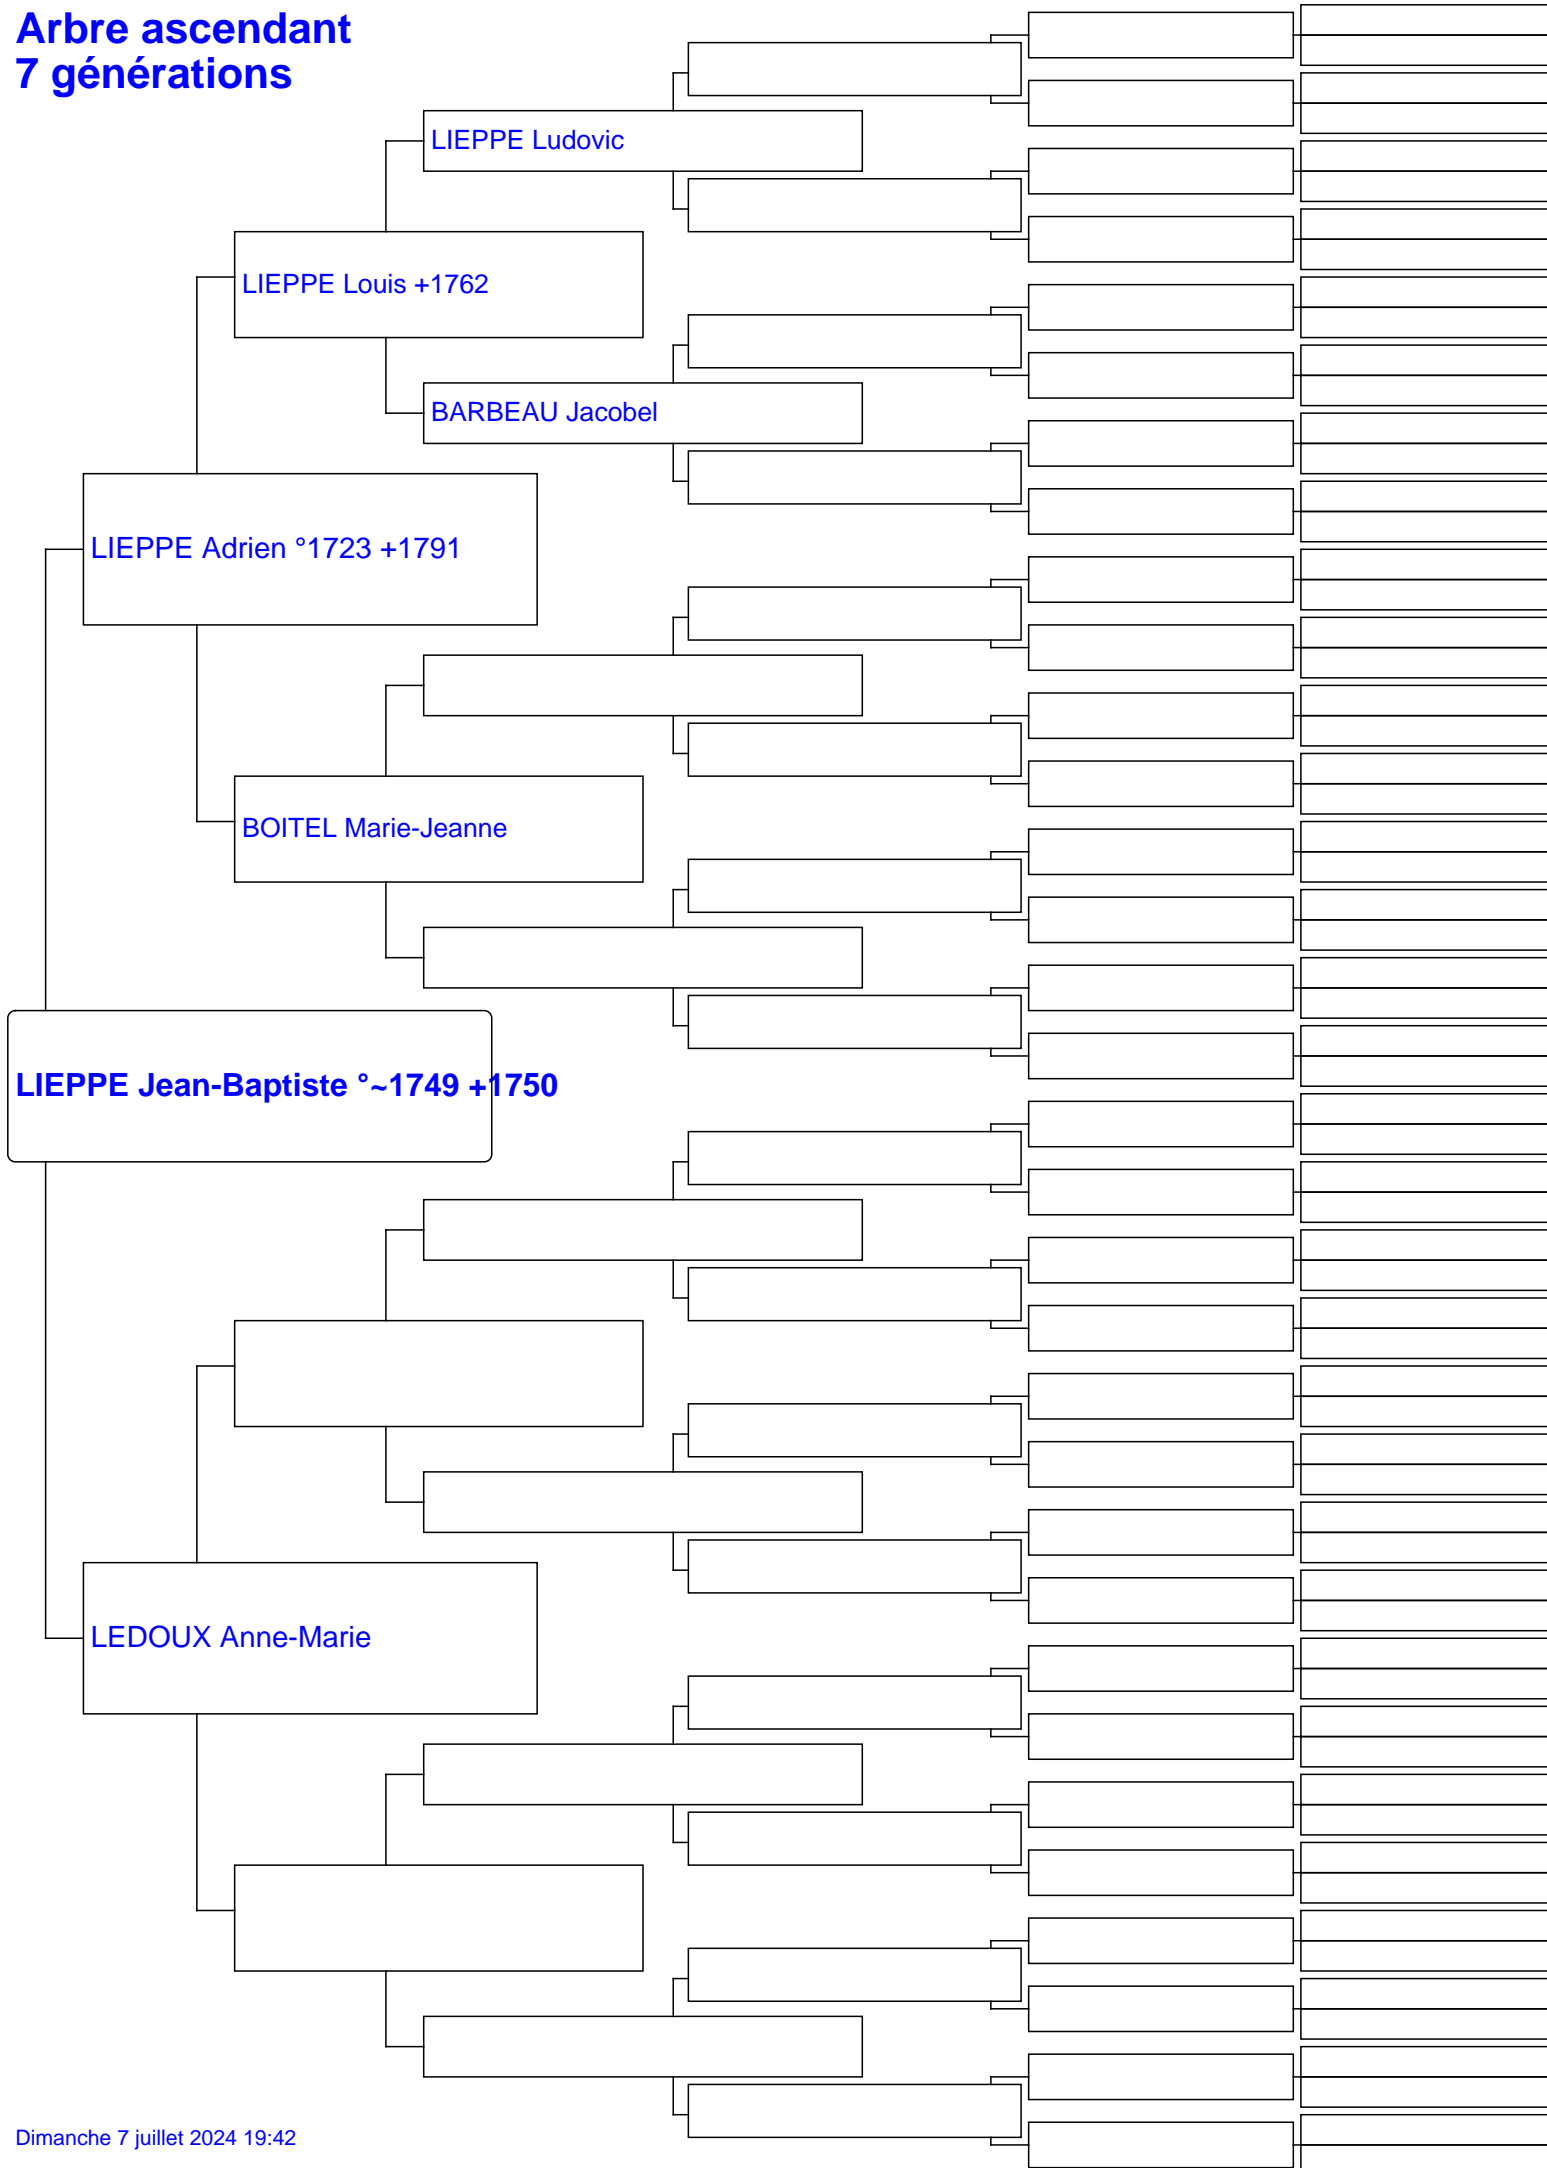 Arbre ascendant
7 générations
LIEPPE Ludovic
LIEPPE Louis +1762
BARBEAU Jacobel
LIEPPE Adrien °1723 +1791
BOITEL Marie-Jeanne
LIEPPE Jean-Baptiste °~1749 +1750
LEDOUX Anne-Marie
Dimanche 7 juillet 2024 19:42